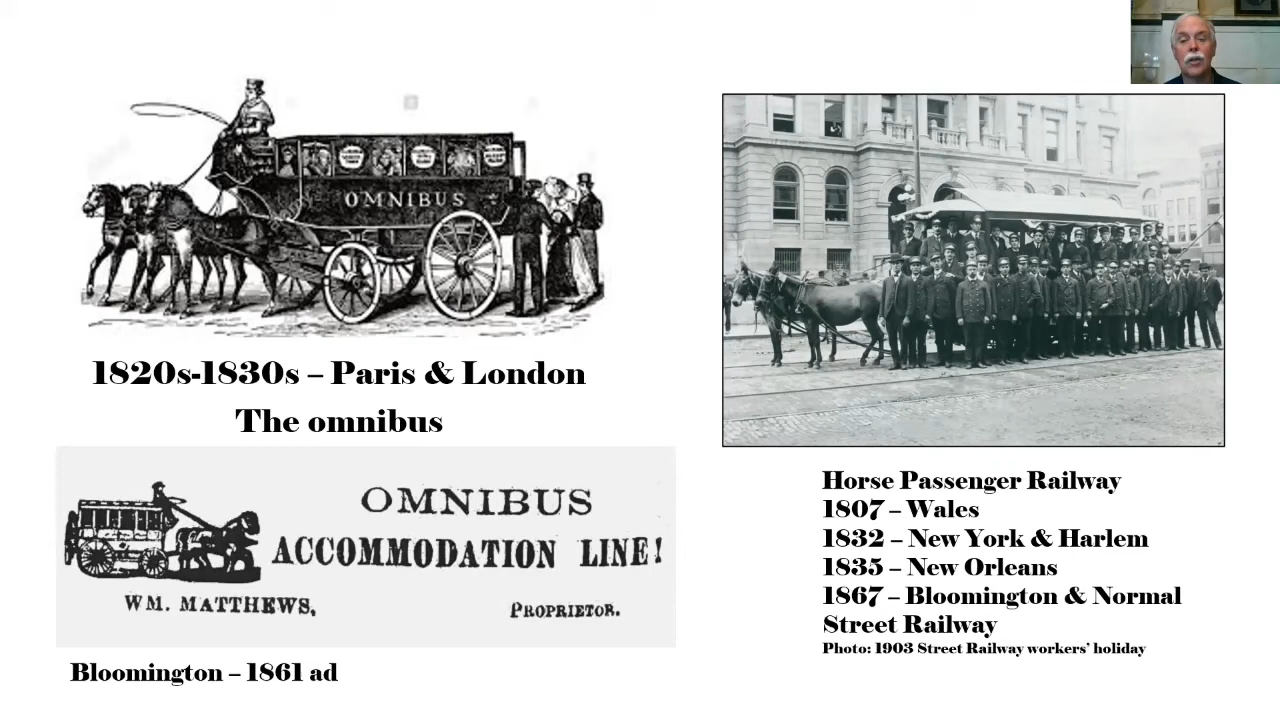 OMNIBUS
1820s-1830s – Paris & London
The omnibus
OMNIBUS
ACCOMMODATION LINE!
WM. MATTHEWS,
PROPRIETOR.
Bloomington – 1861 ad
Horse Passenger Railway
1807 – Wales
1832 – New York & Harlem
1835 – New Orleans
1867 – Bloomington & Normal
Street Railway
Photo: 1903 Street Railway workers’ holiday